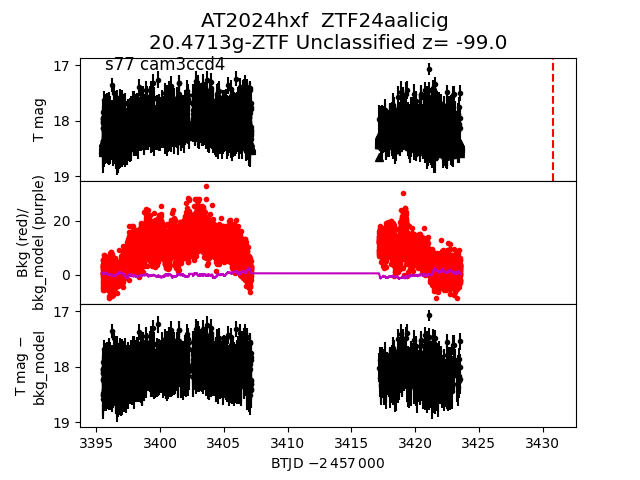 AT2024hxf  ZTF24aalicig
20.4713g-ZTF Unclassified z= -99.0
s77 cam3ccd4
17
18
19
T mag
20
0
Bkg (red)/
bkg_model (purple)
17
18
19
T mag −
bkg_model
3395 3400 3405 3410 3415 3420 3425 3430
BTJD −2 457 000